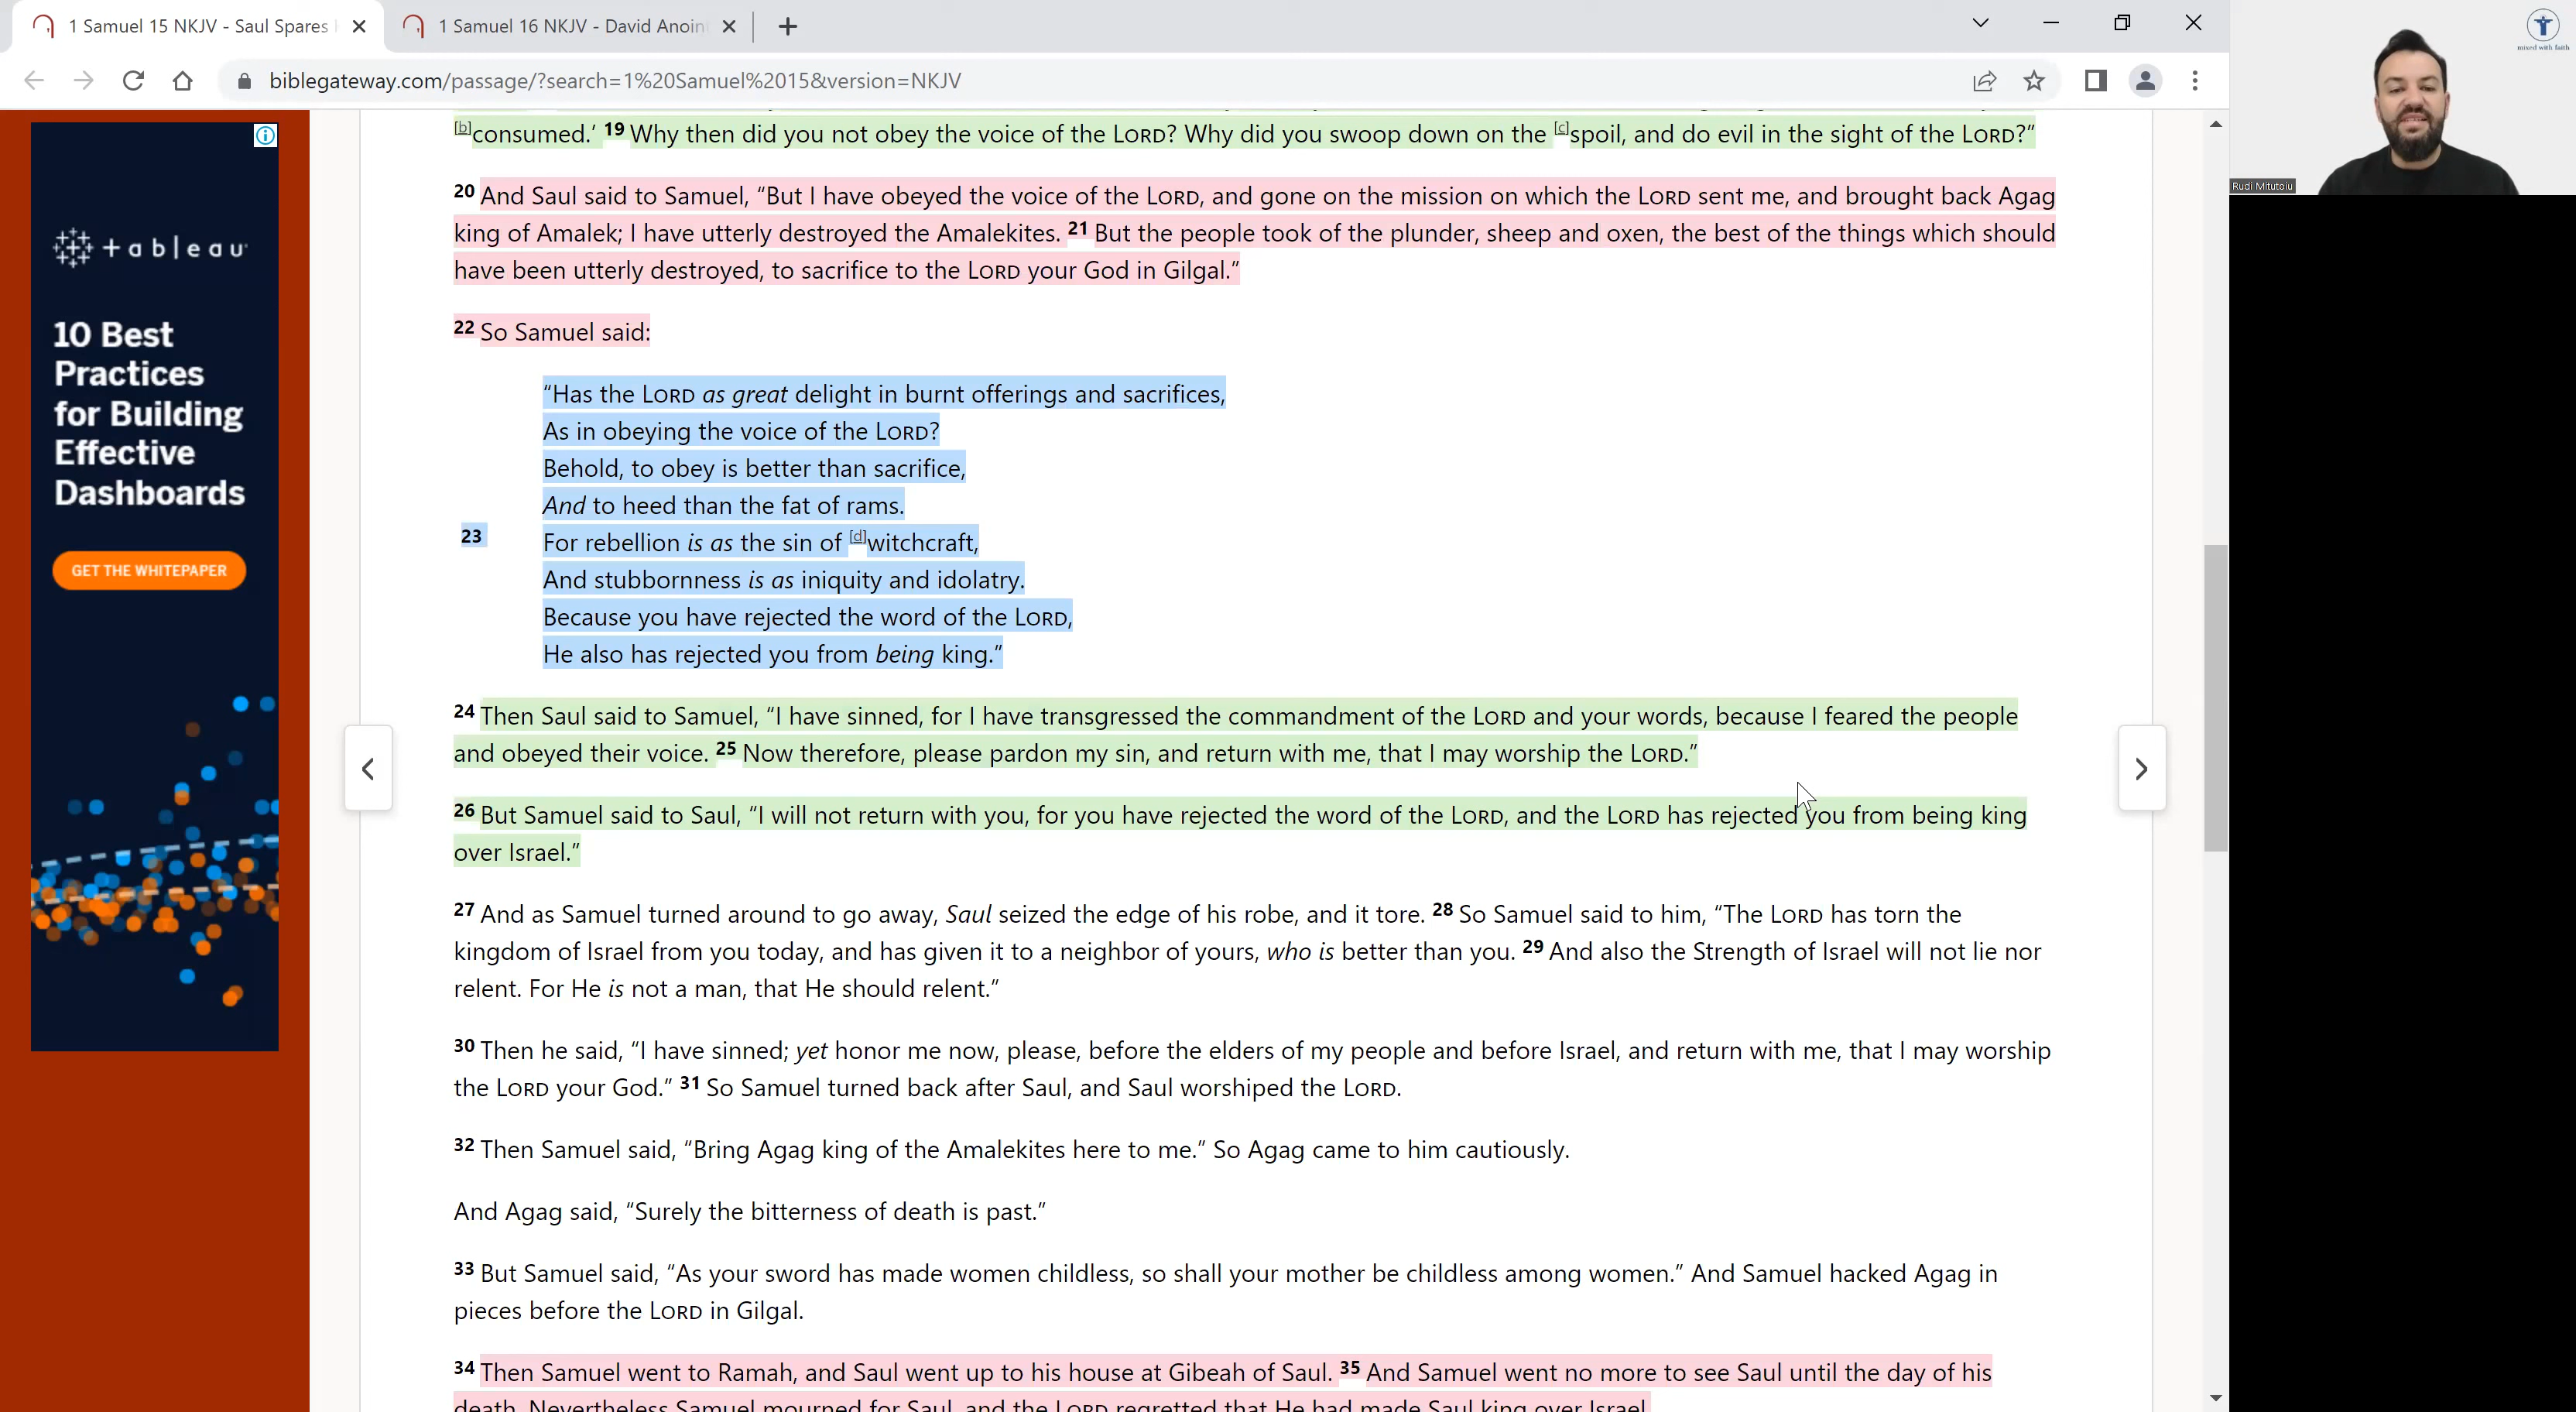 1 Samuel 15 NKJV - Saul Spares
1 Samuel 16 NKJV - David Anoin
biblegateway.com/passage/?search=1%20Samuel%2015&version=NKJV
mixed with faith
Rudi Mitutoiu
+ a b l e a u
10 Best
Practices
for Building
Effective
Dashboards
GET THE WHITEPAPER
[b]consumed.’ 19 Why then did you not obey the voice of the LORD? Why did you swoop down on the [c]spoil, and do evil in the sight of the LORD?”
20 And Saul said to Samuel, “But I have obeyed the voice of the LORD, and gone on the mission on which the LORD sent me, and brought back Agag
king of Amalek; I have utterly destroyed the Amalekites. 21 But the people took of the plunder, sheep and oxen, the best of the things which should
have been utterly destroyed, to sacrifice to the LORD your God in Gilgal.”
22 So Samuel said:
“Has the LORD as great delight in burnt offerings and sacrifices,
As in obeying the voice of the LORD?
Behold, to obey is better than sacrifice,
And to heed than the fat of rams.
23 For rebellion is as the sin of [d]witchcraft,
And stubbornness is as iniquity and idolatry.
Because you have rejected the word of the LORD,
He also has rejected you from being king.”
24 Then Saul said to Samuel, “I have sinned, for I have transgressed the commandment of the LORD and your words, because I feared the people
and obeyed their voice. 25 Now therefore, please pardon my sin, and return with me, that I may worship the LORD.”
26 But Samuel said to Saul, “I will not return with you, for you have rejected the word of the LORD, and the LORD has rejected you from being king
over Israel.”
27 And as Samuel turned around to go away, Saul seized the edge of his robe, and it tore. 28 So Samuel said to him, “The LORD has torn the
kingdom of Israel from you today, and has given it to a neighbor of yours, who is better than you. 29 And also the Strength of Israel will not lie nor
relent. For He is not a man, that He should relent.”
30 Then he said, “I have sinned; yet honor me now, please, before the elders of my people and before Israel, and return with me, that I may worship
the LORD your God.” 31 So Samuel turned back after Saul, and Saul worshiped the LORD.
32 Then Samuel said, “Bring Agag king of the Amalekites here to me.” So Agag came to him cautiously.
And Agag said, “Surely the bitterness of death is past.”
33 But Samuel said, “As your sword has made women childless, so shall your mother be childless among women.” And Samuel hacked Agag in
pieces before the LORD in Gilgal.
34 Then Samuel went to Ramah, and Saul went up to his house at Gibeah of Saul. 35 And Samuel went no more to see Saul until the day of his
death. Nevertheless Samuel mourned for Saul, and the LORD regretted that He had made Saul king over Israel.